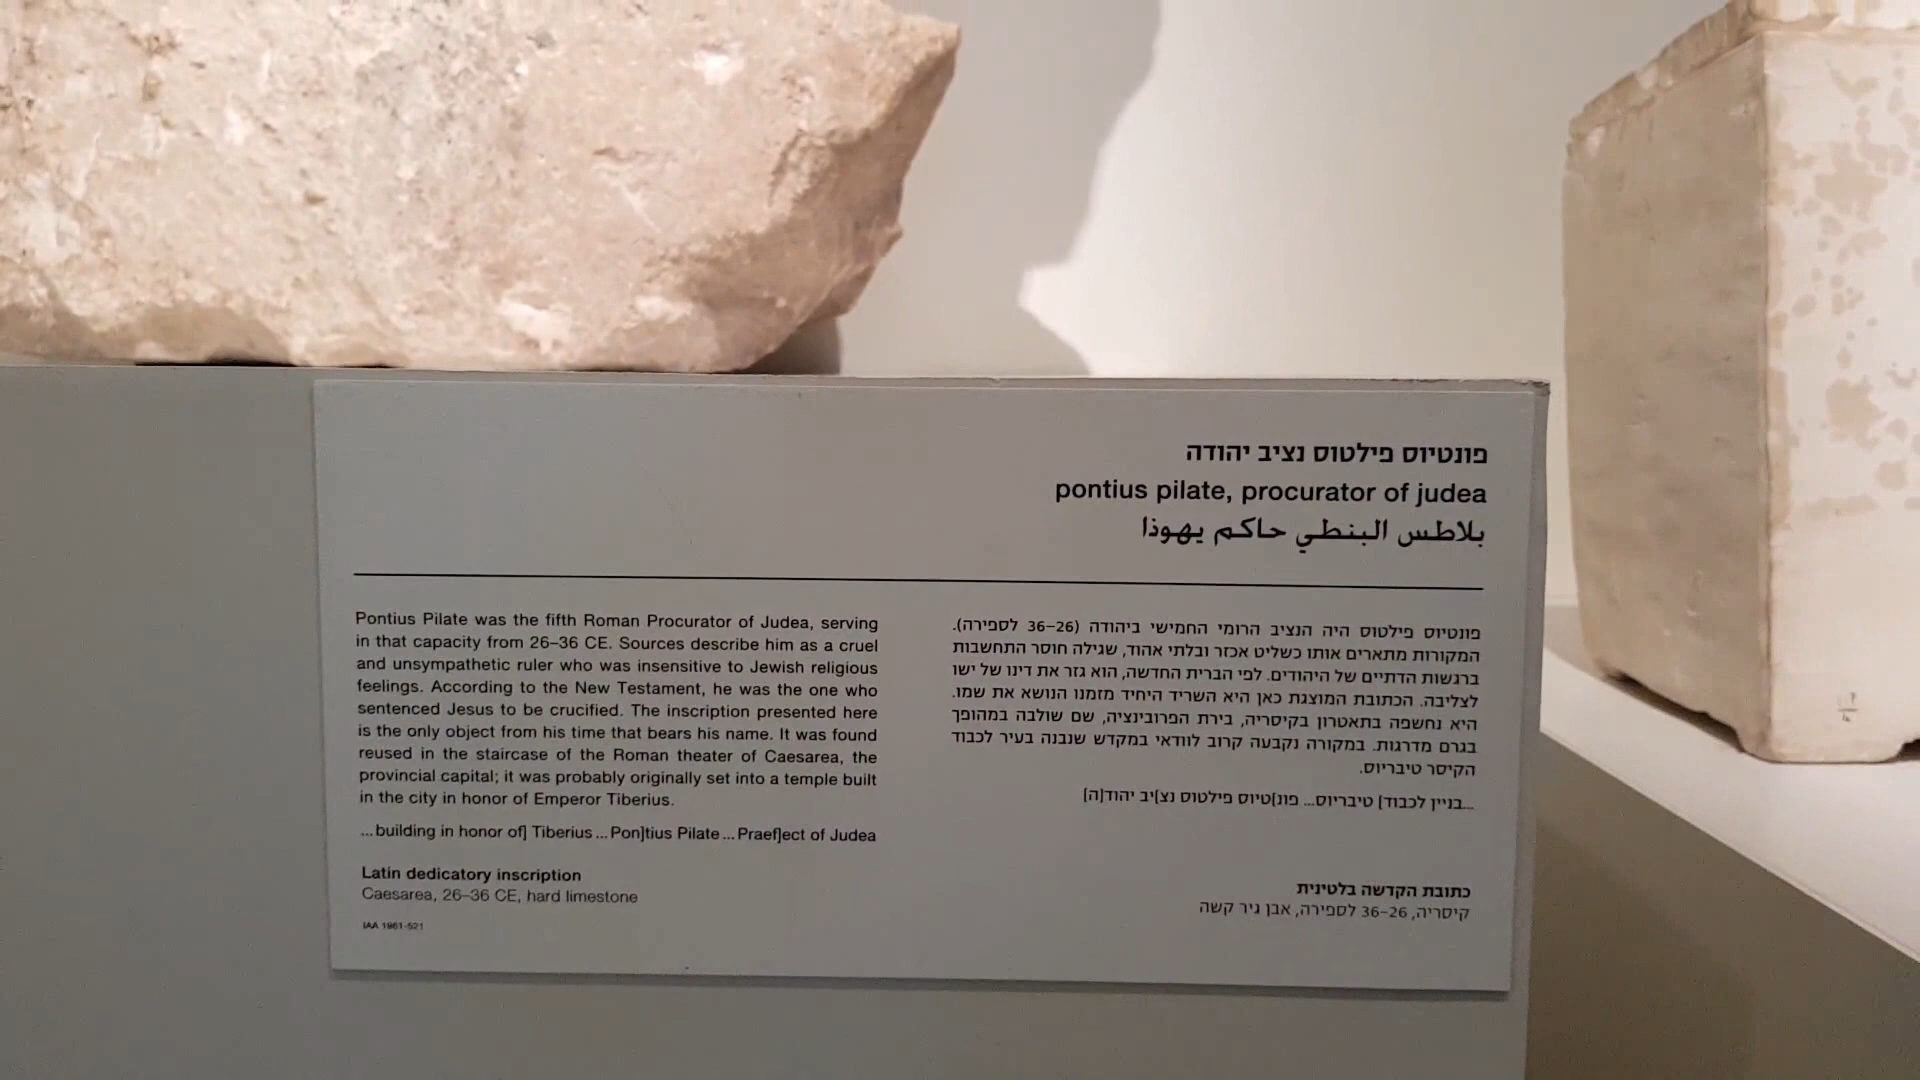 פונטיוס פילטוס נציב יהודה
pontius pilate, procurator of judea
بلاطس البنطي حاكم يهوذا
Pontius Pilate was the fifth Roman Procurator of Judea, serving
in that capacity from 26–36 CE. Sources describe him as a cruel
and unsympathetic ruler who was insensitive to Jewish religious
feelings. According to the New Testament, he was the one who
sentenced Jesus to be crucified. The inscription presented here
is the only object from his time that bears his name. It was found
reused in the staircase of the Roman theater of Caesarea, the
provincial capital; it was probably originally set into a temple built
in the city in honor of Emperor Tiberius.
...building in honor of] Tiberius ... Pon]tius Pilate ... Praef]ect of Judea
Latin dedicatory inscription
Caesarea, 26–36 CE, hard limestone
IAA 1961-521
פונטיוס פילטוס היה הנציב הרומי החמישי ביהודה (26–36 לספירה).
המקורות מתארים אותו כשליט אכזר ובלתי אהוד, שגילה חוסר התחשבות
ברגשות הדתיים של היהודים. לפי הברית החדשה, הוא גזר את דינו של ישו
לצליבה. הכתובת המוצגת כאן היא השריד היחיד מזמנו הנושא את שמו.
היא נחשפה בתאטרון בקיסריה, בירת הפרובינציה, שם שולבה במהופך
בגרם מדרגות. במקורה נקבעה קרוב לוודאי במקדש שנבנה בעיר לכבוד
הקיסר טיבריוס.
...בניין לכבוד] טיבריוס... פונ]טיוס פילטוס נצ]יב יהוד[ה]
כתובת הקדשה בלטינית
קיסריה, 26–36 לספירה, אבן גיר קשה